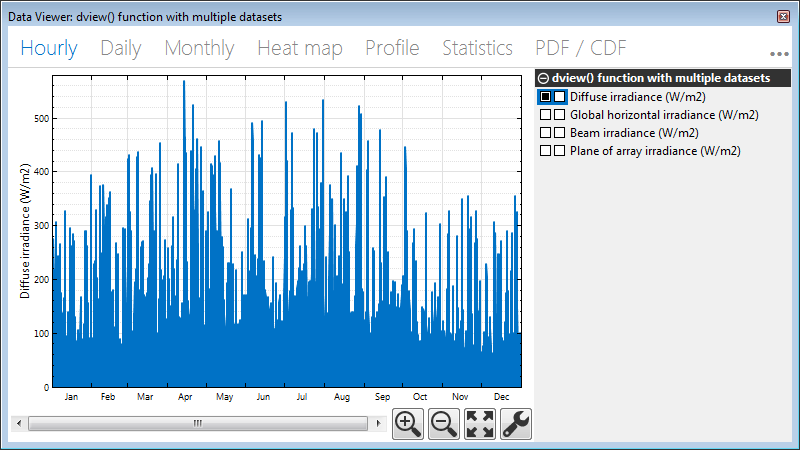 Data Viewer: dview() function with multiple datasets
Hourly Daily Monthly Heat map Profile Statistics PDF / CDF ...
dview() function with multiple datasets
Diffuse irradiance (W/m2)
Global horizontal irradiance (W/m2)
Beam irradiance (W/m2)
Plane of array irradiance (W/m2)
Diffuse irradiance (W/m2)
500
400
300
200
100
0
Jan Feb Mar Apr May Jun Jul Aug Sep Oct Nov Dec